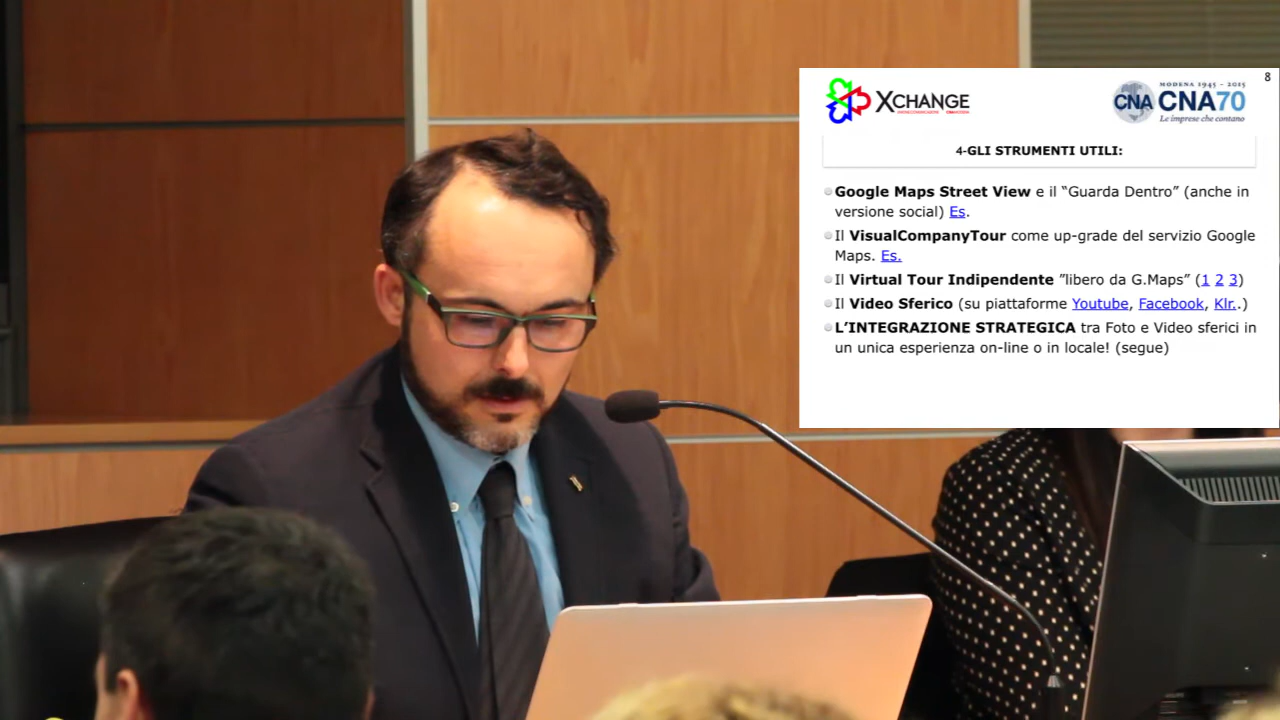 8
XCHANGE
MODENA 1945 - 2015
CNA CNA70
Le imprese che contano
4-GLI STRUMENTI UTILI:
Google Maps Street View e il “Guarda Dentro” (anche in
versione social) Es.
Il VisualCompanyTour come up-grade del servizio Google
Maps. Es.
Il Virtual Tour Indipendente ”libero da G.Maps” (1 2 3)
Il Video Sferico (su piattaforme Youtube, Facebook, Klr..)
L’INTEGRAZIONE STRATEGICA tra Foto e Video sferici in
un unica esperienza on-line o in locale! (segue)